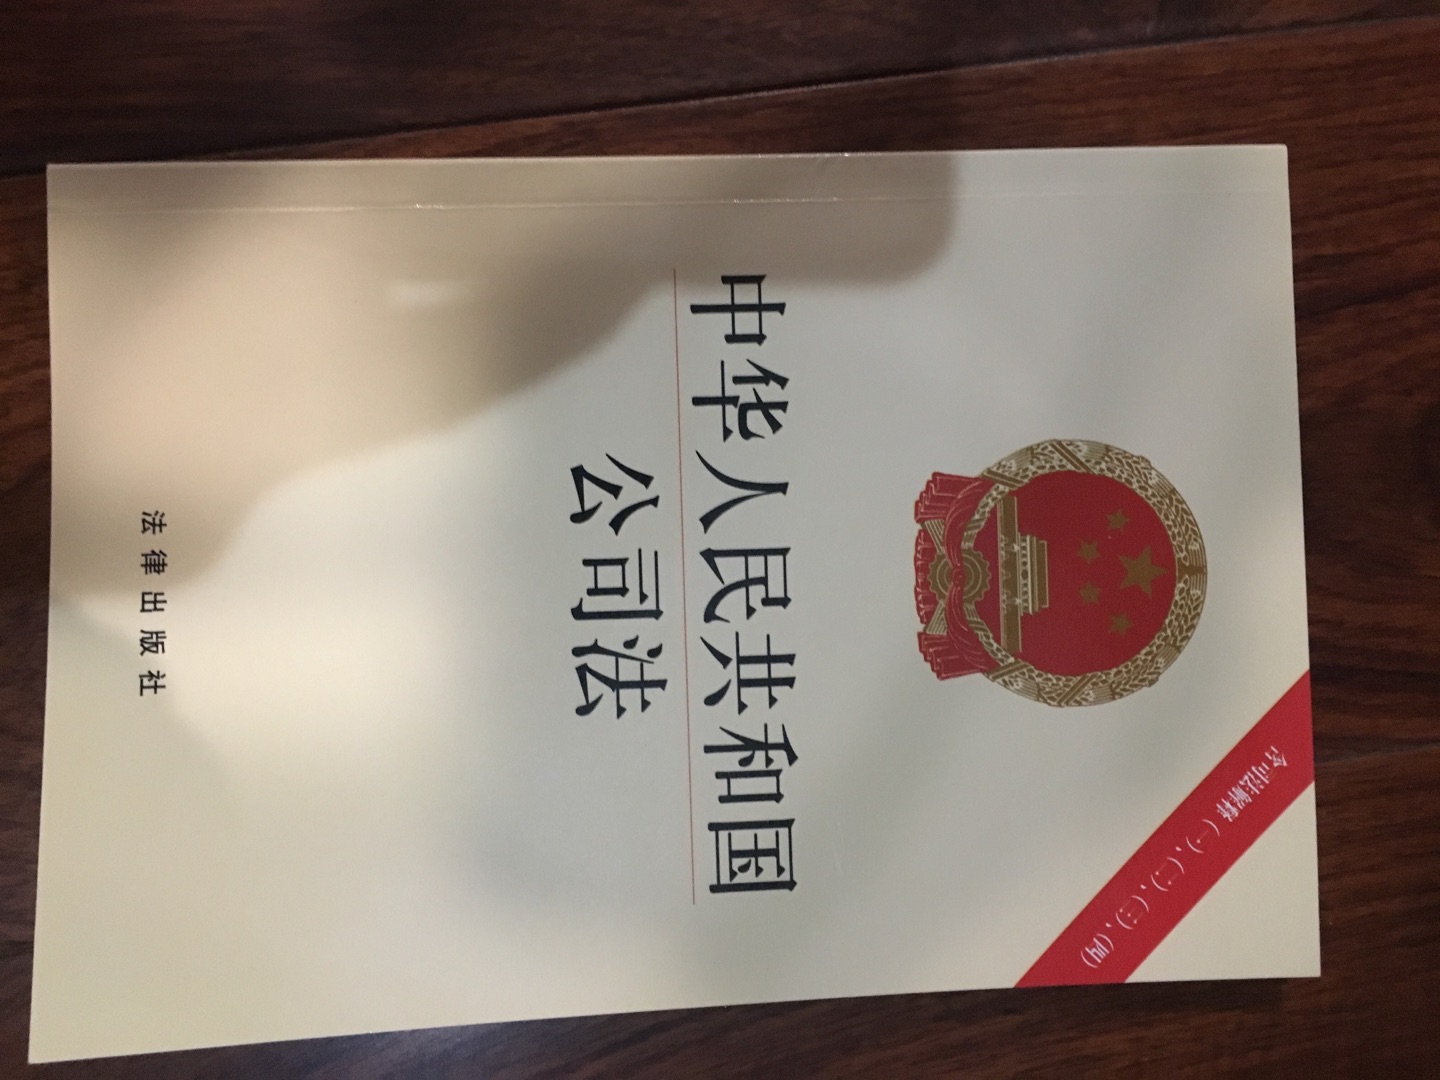 含司法解释（一）、（二）、（三）、（四）
中华人民共和国
公司法
法律出版社